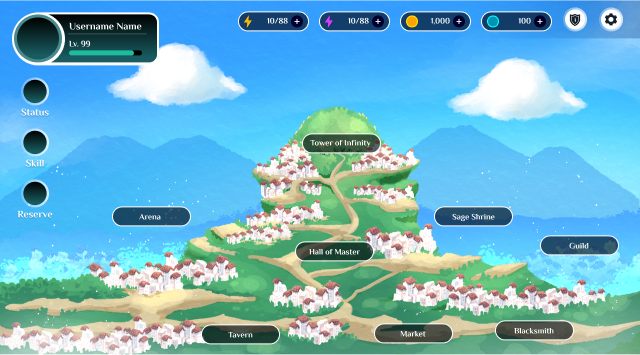 Username Name
Lv. 99
10/88 +
10/88 +
1,000 +
100 +
Status
Skill
Reserve
Tower of Infinity
Arena
Sage Shrine
Guild
Hall of Master
Tavern
Market
Blacksmith